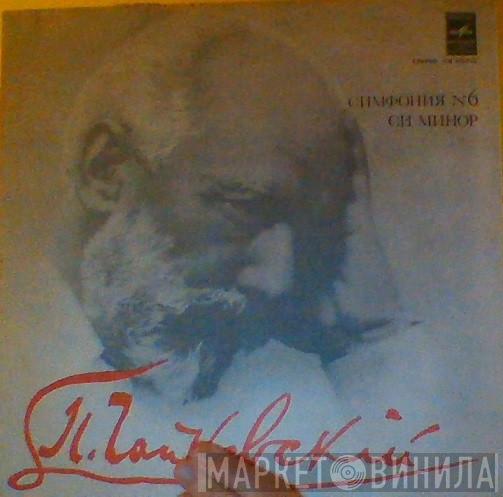 СИМФОНИЯ №6
СИ МИНОР
П. Чайковский
МАРКЕТ ВИНИЛА